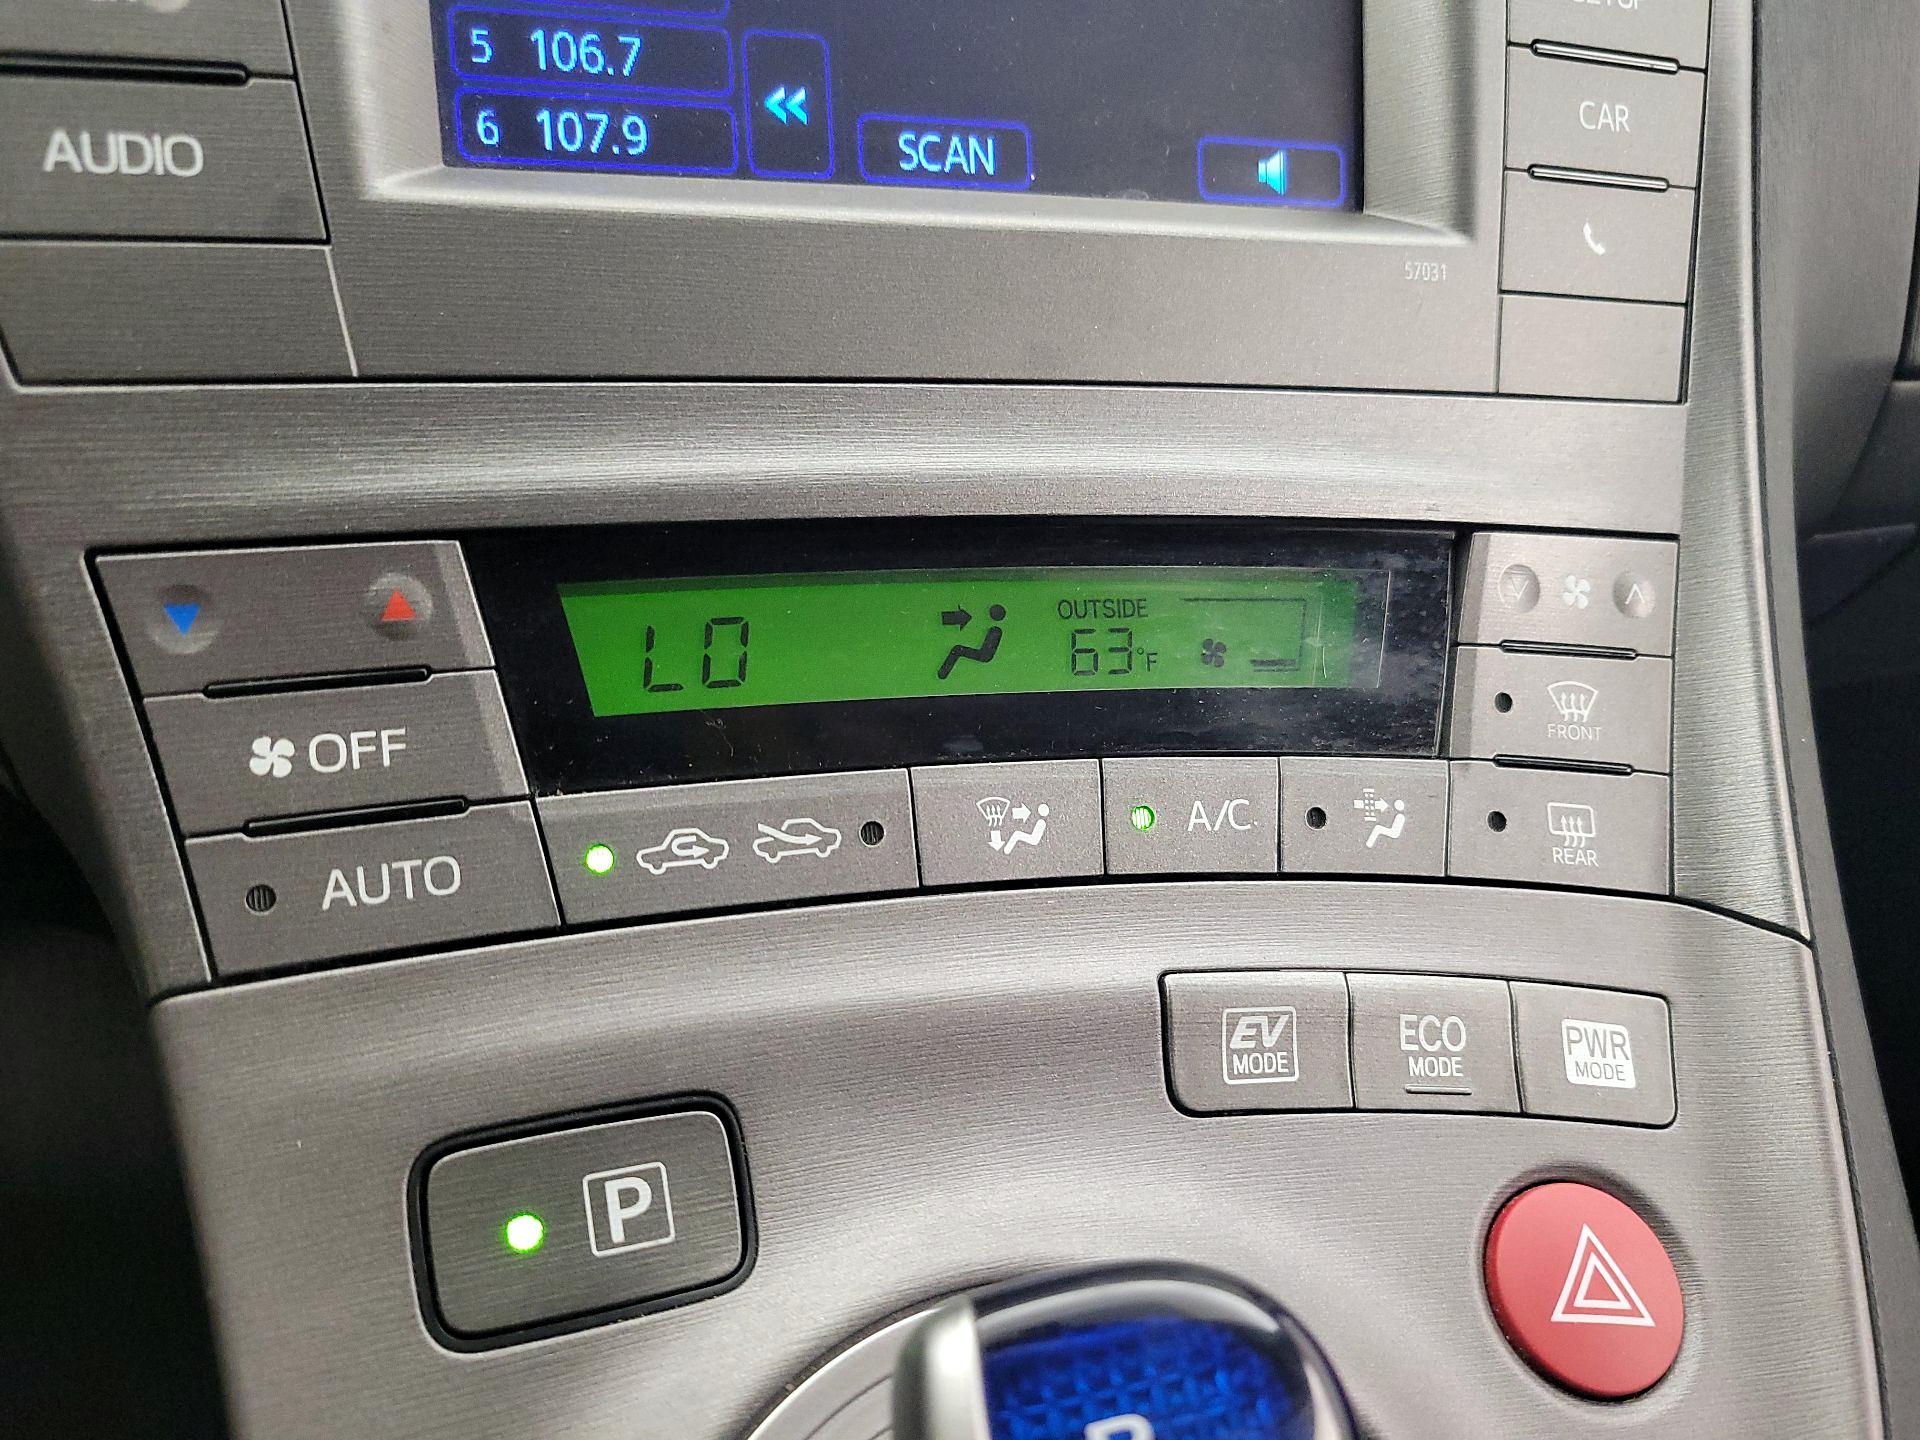 5 106.7
6 107.9
SCAN
AUDIO
SETUP
CAR
57031
LO
OUTSIDE
63°F
OFF
AUTO
A/C
FRONT
REAR
EV
MODE
ECO
MODE
PWR
MODE
P